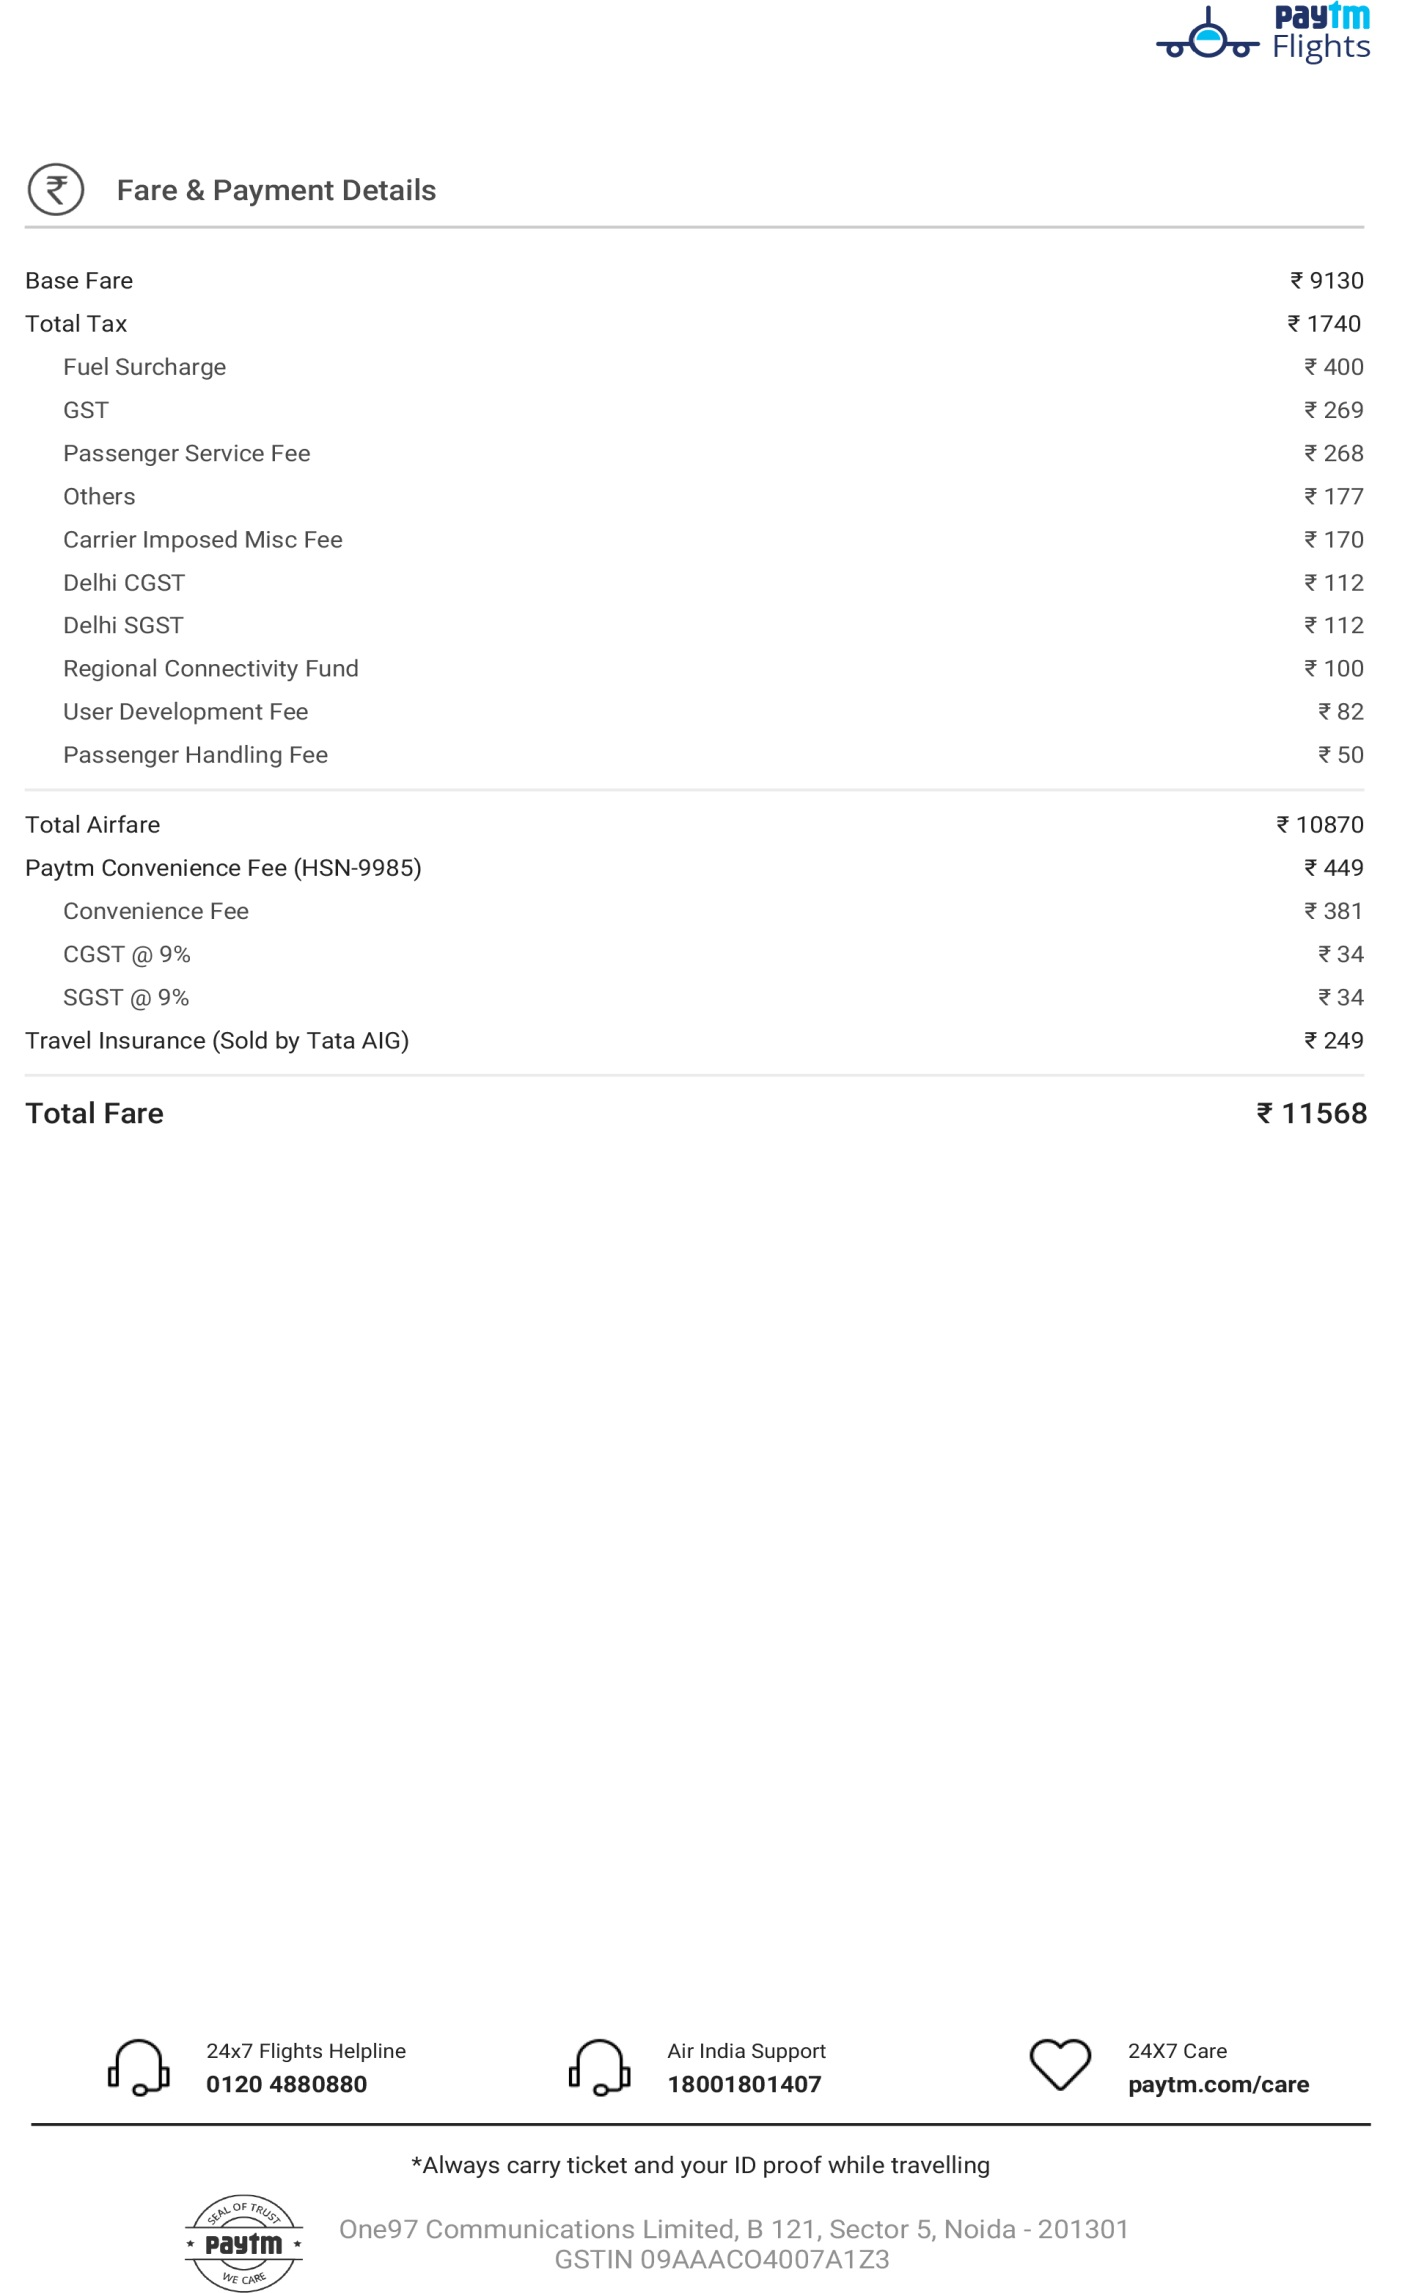 paytm
Flights
₹ Fare & Payment Details
Base Fare ₹ 9130
Total Tax ₹ 1740
Fuel Surcharge ₹ 400
GST ₹ 269
Passenger Service Fee ₹ 268
Others ₹ 177
Carrier Imposed Misc Fee ₹ 170
Delhi CGST ₹ 112
Delhi SGST ₹ 112
Regional Connectivity Fund ₹ 100
User Development Fee ₹ 82
Passenger Handling Fee ₹ 50
Total Airfare ₹ 10870
Paytm Convenience Fee (HSN-9985) ₹ 449
Convenience Fee ₹ 381
CGST @ 9% ₹ 34
SGST @ 9% ₹ 34
Travel Insurance (Sold by Tata AIG) ₹ 249
Total Fare ₹ 11568
24x7 Flights Helpline
0120 4880880
Air India Support
18001801407
24X7 Care
paytm.com/care
*Always carry ticket and your ID proof while travelling
SEAL OF TRUST
paytm
WE CARE
One97 Communications Limited, B 121, Sector 5, Noida - 201301
GSTIN 09AAACO4007A1Z3